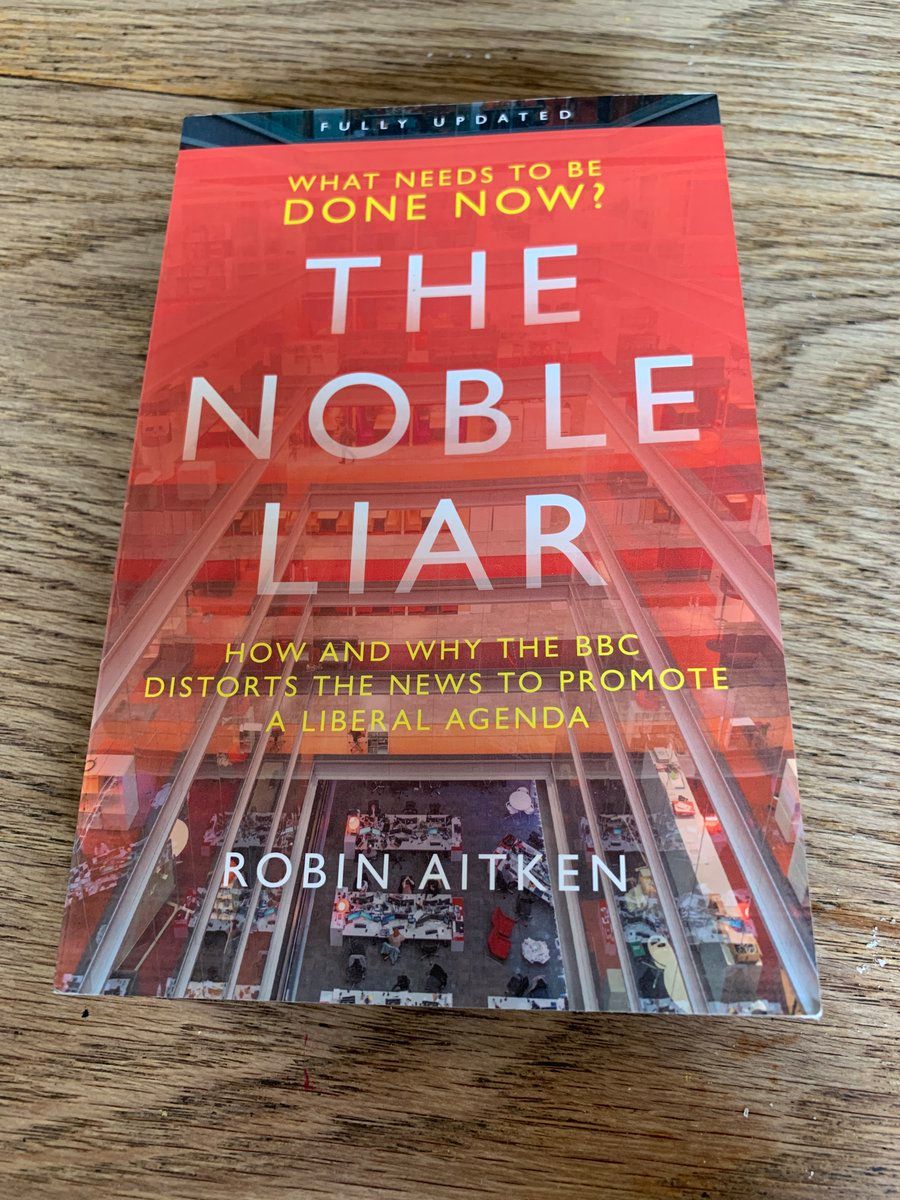 FULLY UPDATED
WHAT NEEDS TO BE
DONE NOW?
THE
NOBLE
LIAR
HOW AND WHY THE BBC
DISTORTS THE NEWS TO PROMOTE
A LIBERAL AGENDA
ROBIN AITKEN